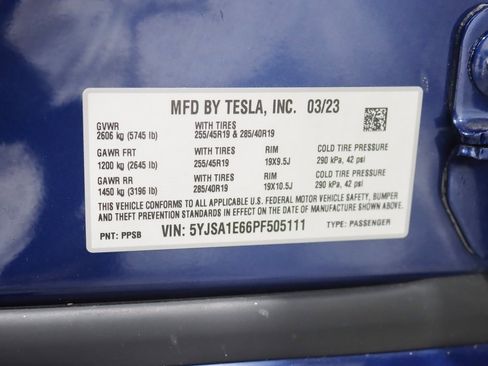 MFD BY TESLA, INC. 03/23
GVWR WITH TIRES
2606 kg (5745 lb) 255/45R19 & 285/40R19
GAWR FRT WITH TIRES RIM COLD TIRE PRESSURE
1200 kg (2645 lb) 255/45R19 19X9.5J 290 kPa, 42 psi
GAWR RR WITH TIRES RIM COLD TIRE PRESSURE
1450 kg (3196 lb) 285/40R19 19X10.5J 290 kPa, 42 psi
THIS VEHICLE CONFORMS TO ALL APPLICABLE U.S. FEDERAL MOTOR VEHICLE SAFETY, BUMPER
AND THEFT PREVENTION STANDARDS IN EFFECT ON THE DATE OF MANUFACTURE SHOWN ABOVE.
PNT: PPSB VIN: 5YJSA1E66PF505111 TYPE: PASSENGER